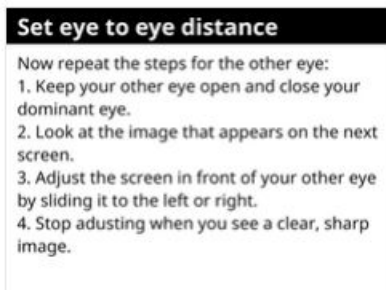 Set eye to eye distance
Now repeat the steps for the other eye:
1. Keep your other eye open and close your
dominant eye.
2. Look at the image that appears on the next
screen.
3. Adjust the screen in front of your other eye
by sliding it to the left or right.
4. Stop adusting when you see a clear, sharp
image.